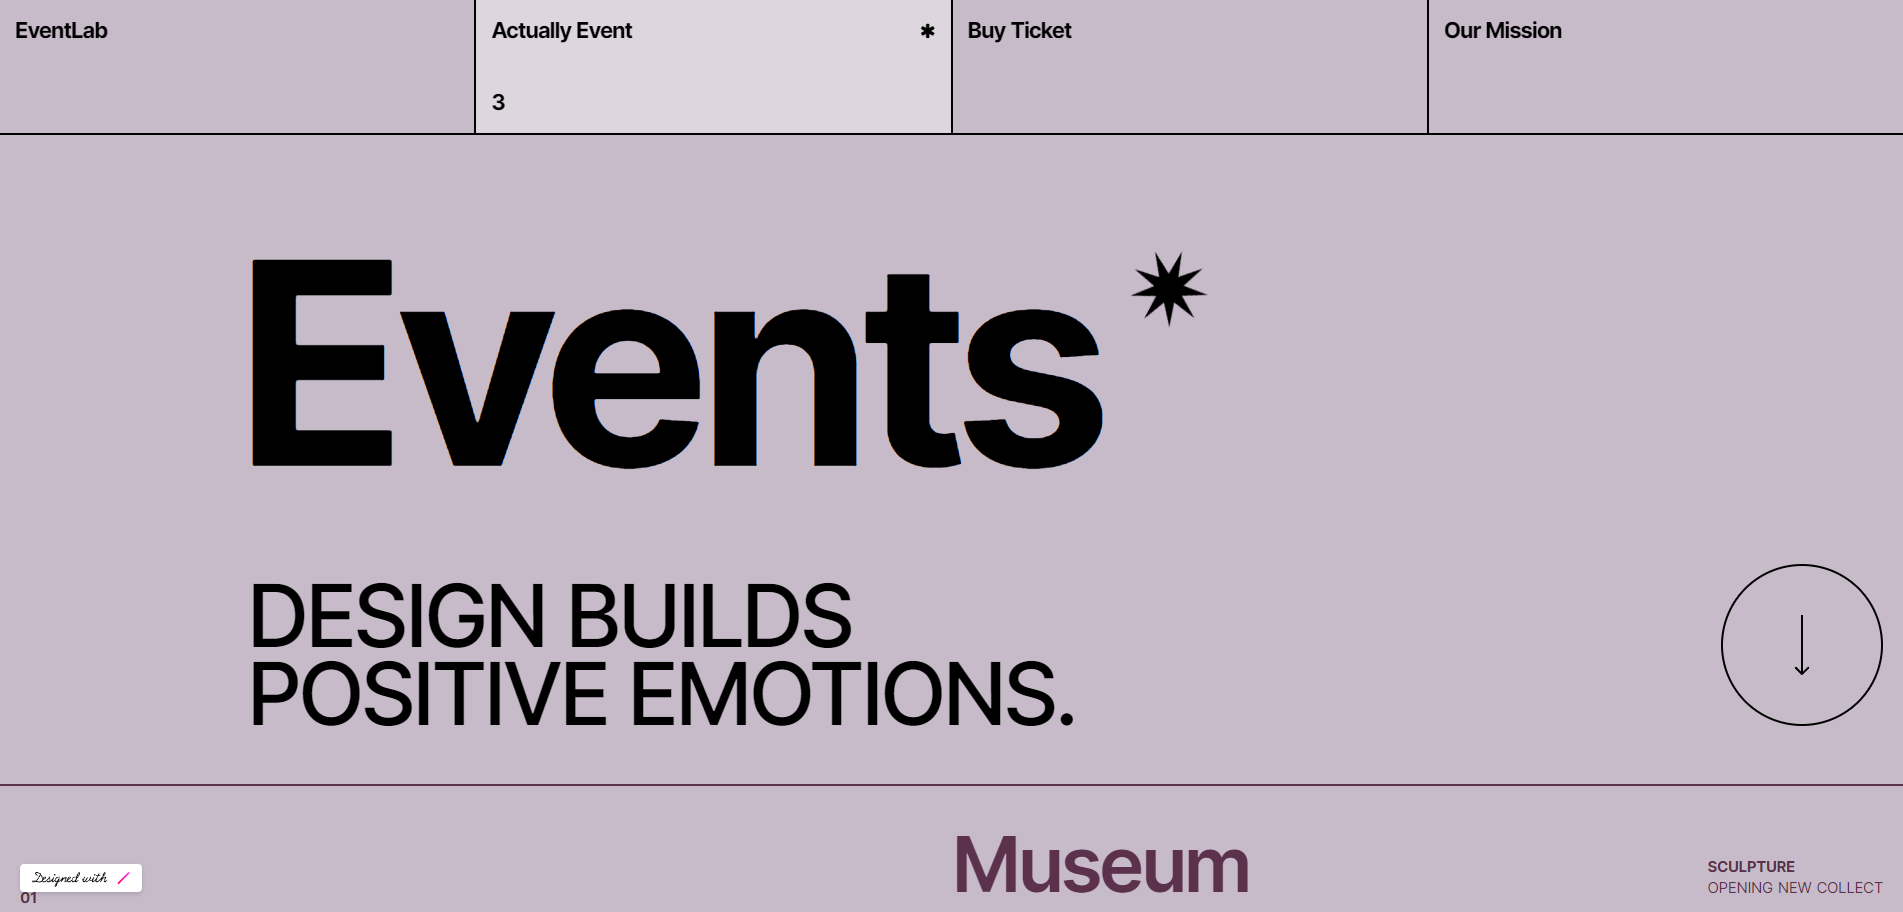 EventLab
Actually Event
✱
3
Buy Ticket
Our Mission
Events
DESIGN BUILDS
POSITIVE EMOTIONS.
Designed with
01
Museum
SCULPTURE
OPENING NEW COLLECT